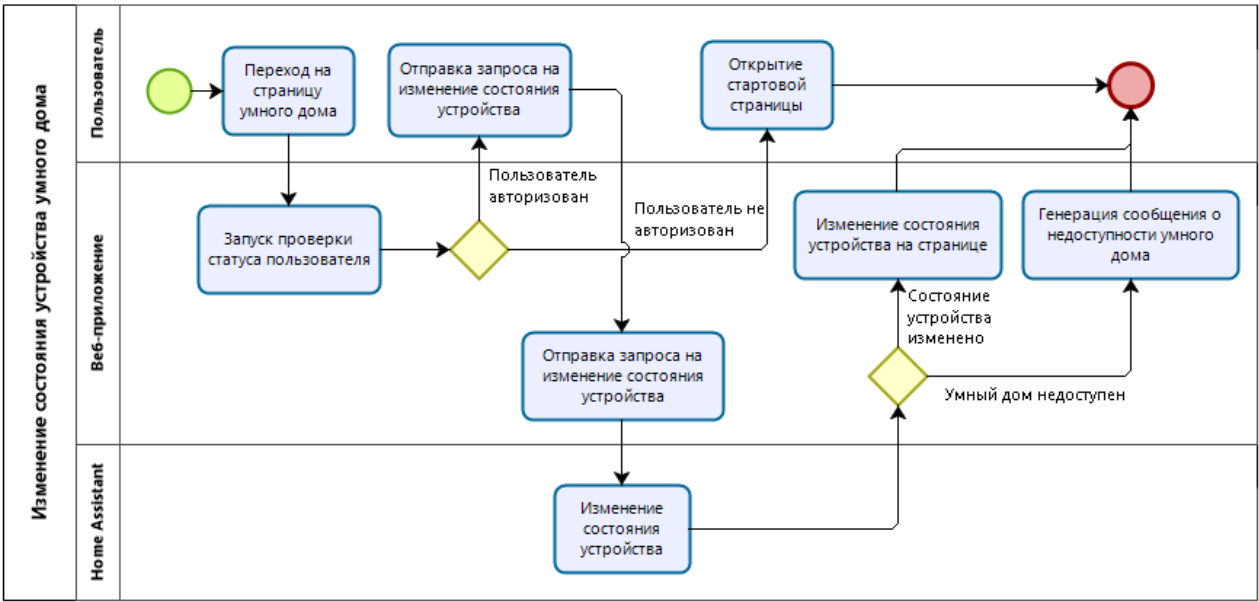 Изменение состояния устройства умного дома
Пользователь
Переход на
страницу
умного дома
Отправка запроса на
изменение состояния
устройства
Открытие
стартовой
страницы
Веб-приложение
Запуск проверки
статуса пользователя
Пользователь
авторизован
Пользователь не
авторизован
Отправка запроса на
изменение состояния
устройства
Изменение состояния
устройства на странице
Генерация сообщения о
недоступности умного
дома
Состояние
устройства
изменено
Умный дом недоступен
Home Assistant
Изменение
состояния
устройства